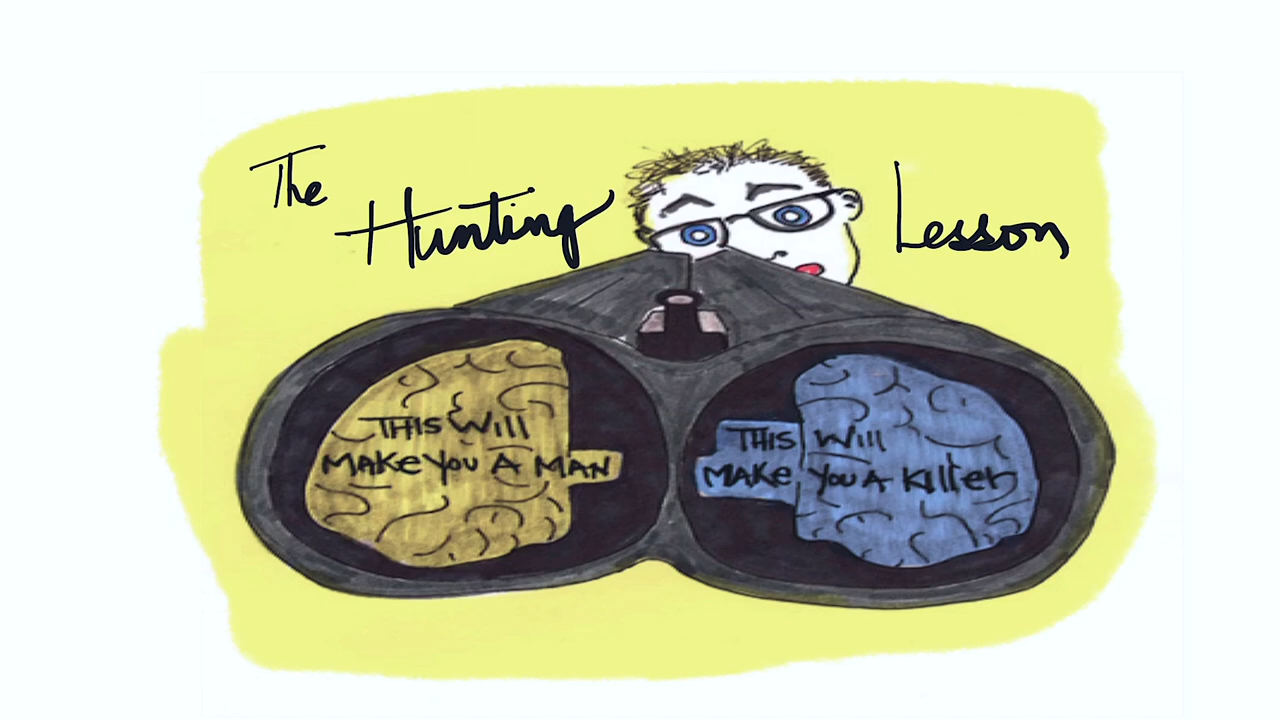 The Hunting Lesson
THIS Will
MAKE YOU A MAN
THIS Will
MAKE YOU A Killer